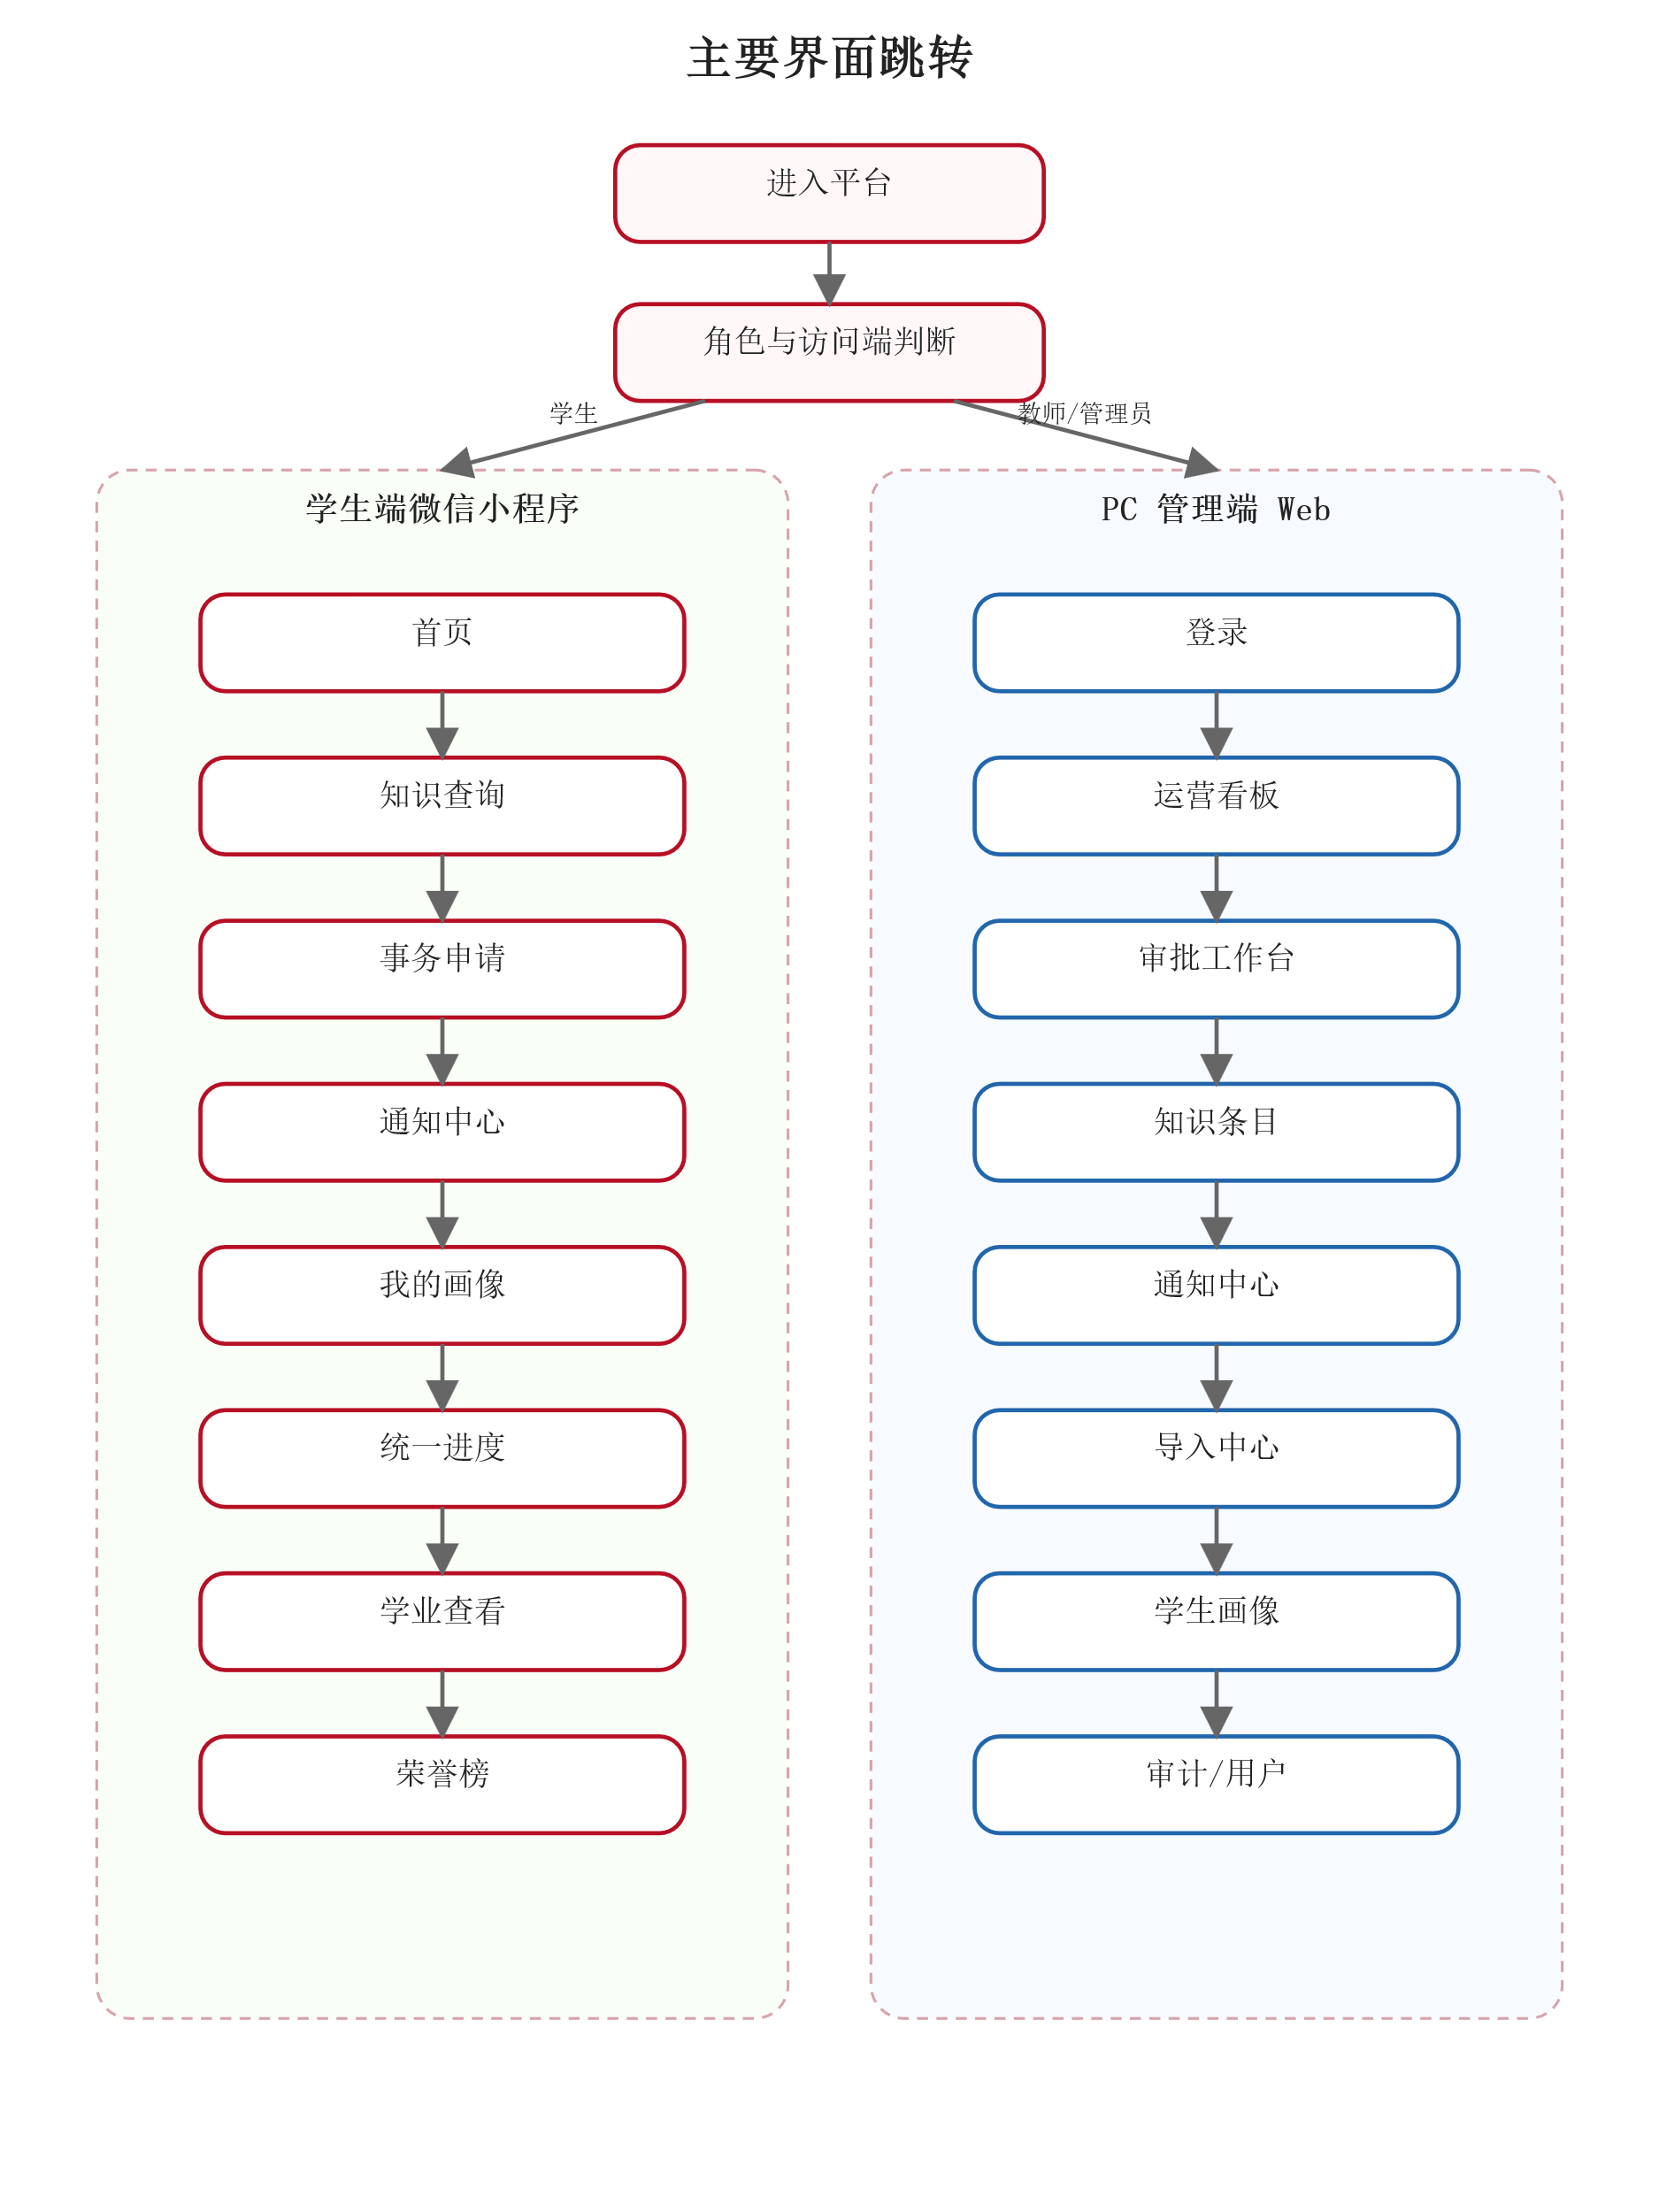 主要界面跳转
进入平台
角色与访问端判断
学生
教师/管理员
学生端微信小程序
首页
知识查询
事务申请
通知中心
我的画像
统一进度
学业查看
荣誉榜
PC 管理端 Web
登录
运营看板
审批工作台
知识条目
通知中心
导入中心
学生画像
审计/用户